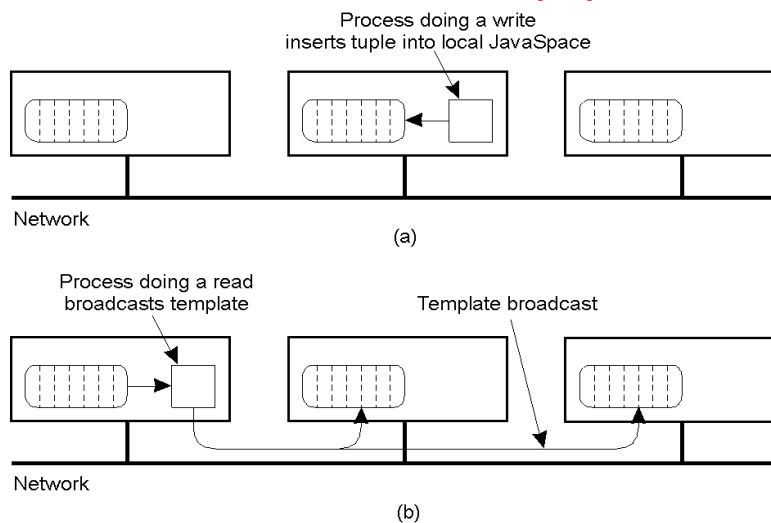 Process doing a write
inserts tuple into local JavaSpace
Network
(a)
Process doing a read
broadcasts template
Template broadcast
Network
(b)